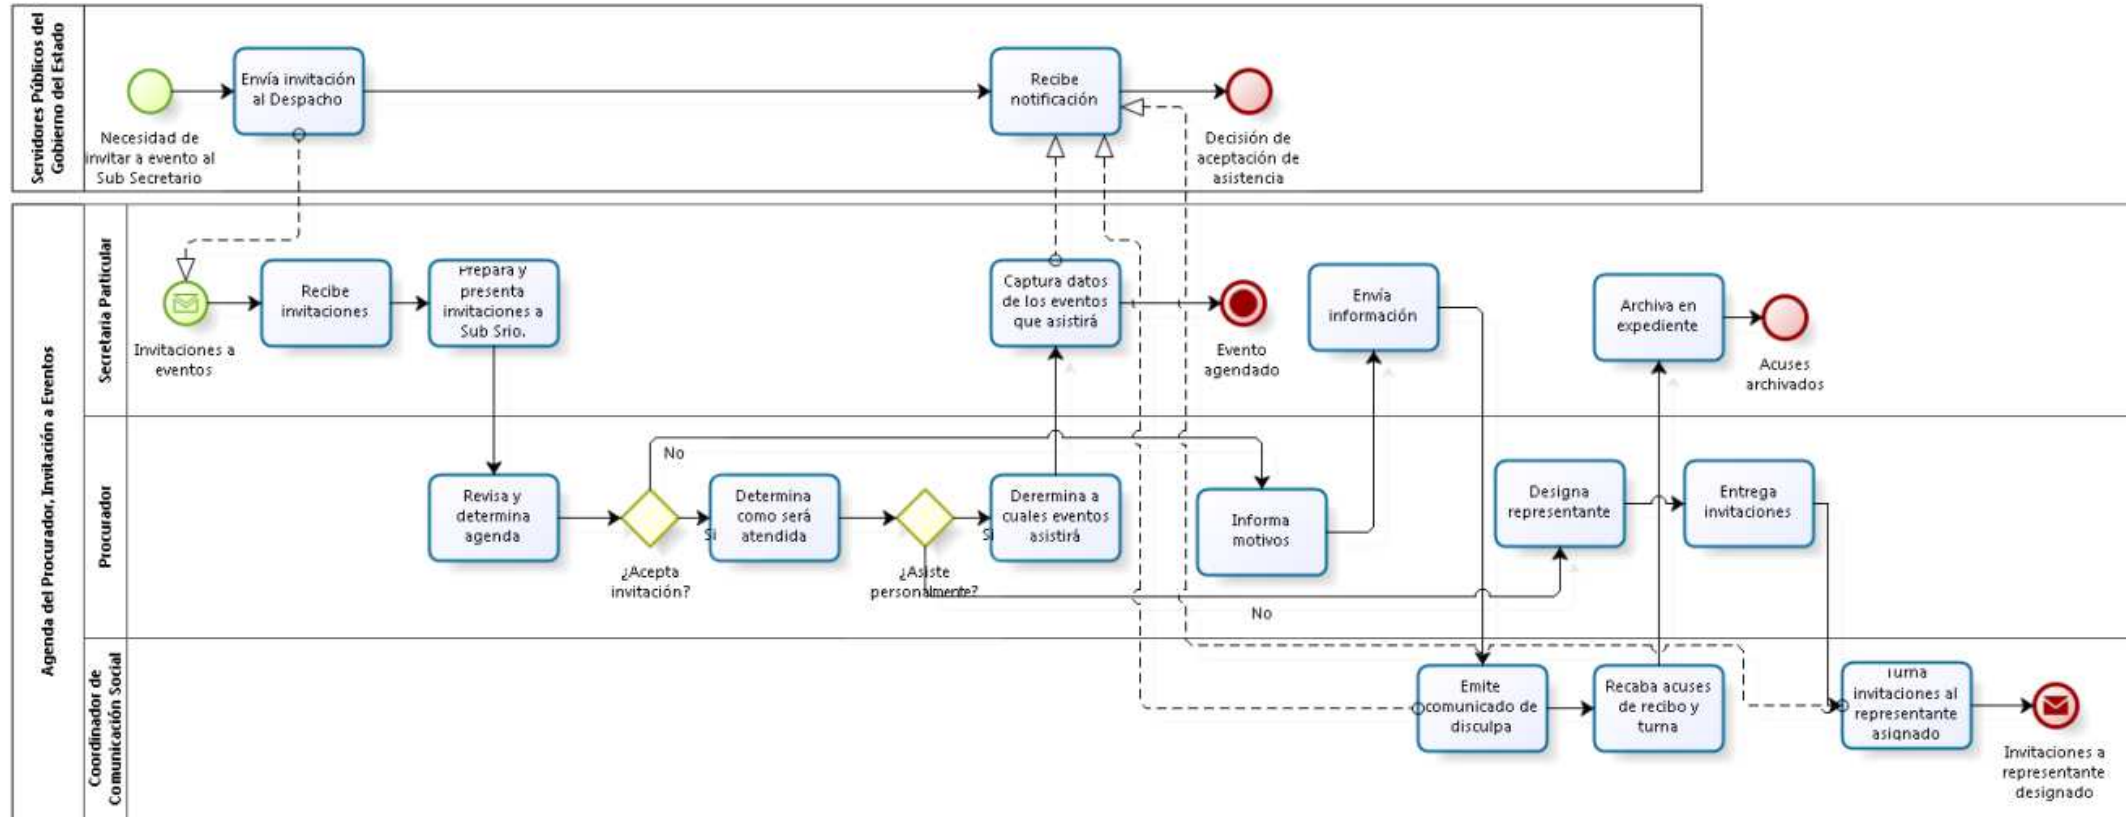 Servidores Públicos del
Gobierno del Estado
Necesidad de
invitar a evento al
Sub Secretario
Envía invitación
al Despacho
Recibe
notificación
Decisión de
aceptación de
asistencia
Agenda del Procurador, Invitación a Eventos
Secretaria Particular
Invitaciones a
eventos
Recibe
invitaciones
Prepara y
presenta
invitaciones a
Sub Srio.
Captura datos
de los eventos
que asistirá
Evento
agendado
Envía
información
Archiva en
expediente
Acuses
archivados
Procurador
Revisa y
determina
agenda
No
¿Acepta
invitación?
Si
Determina
como será
atendida
¿Asiste
personalmente?
Si
Derermina a
cuales eventos
asistirá
Informa
motivos
No
Designa
representante
Entrega
invitaciones
Coordinador de
Comunicación Social
Emite
comunicado de
disculpa
Recaba acuses
de recibo y
turna
Turna
invitaciones al
representante
asignado
Invitaciones a
representante
designado